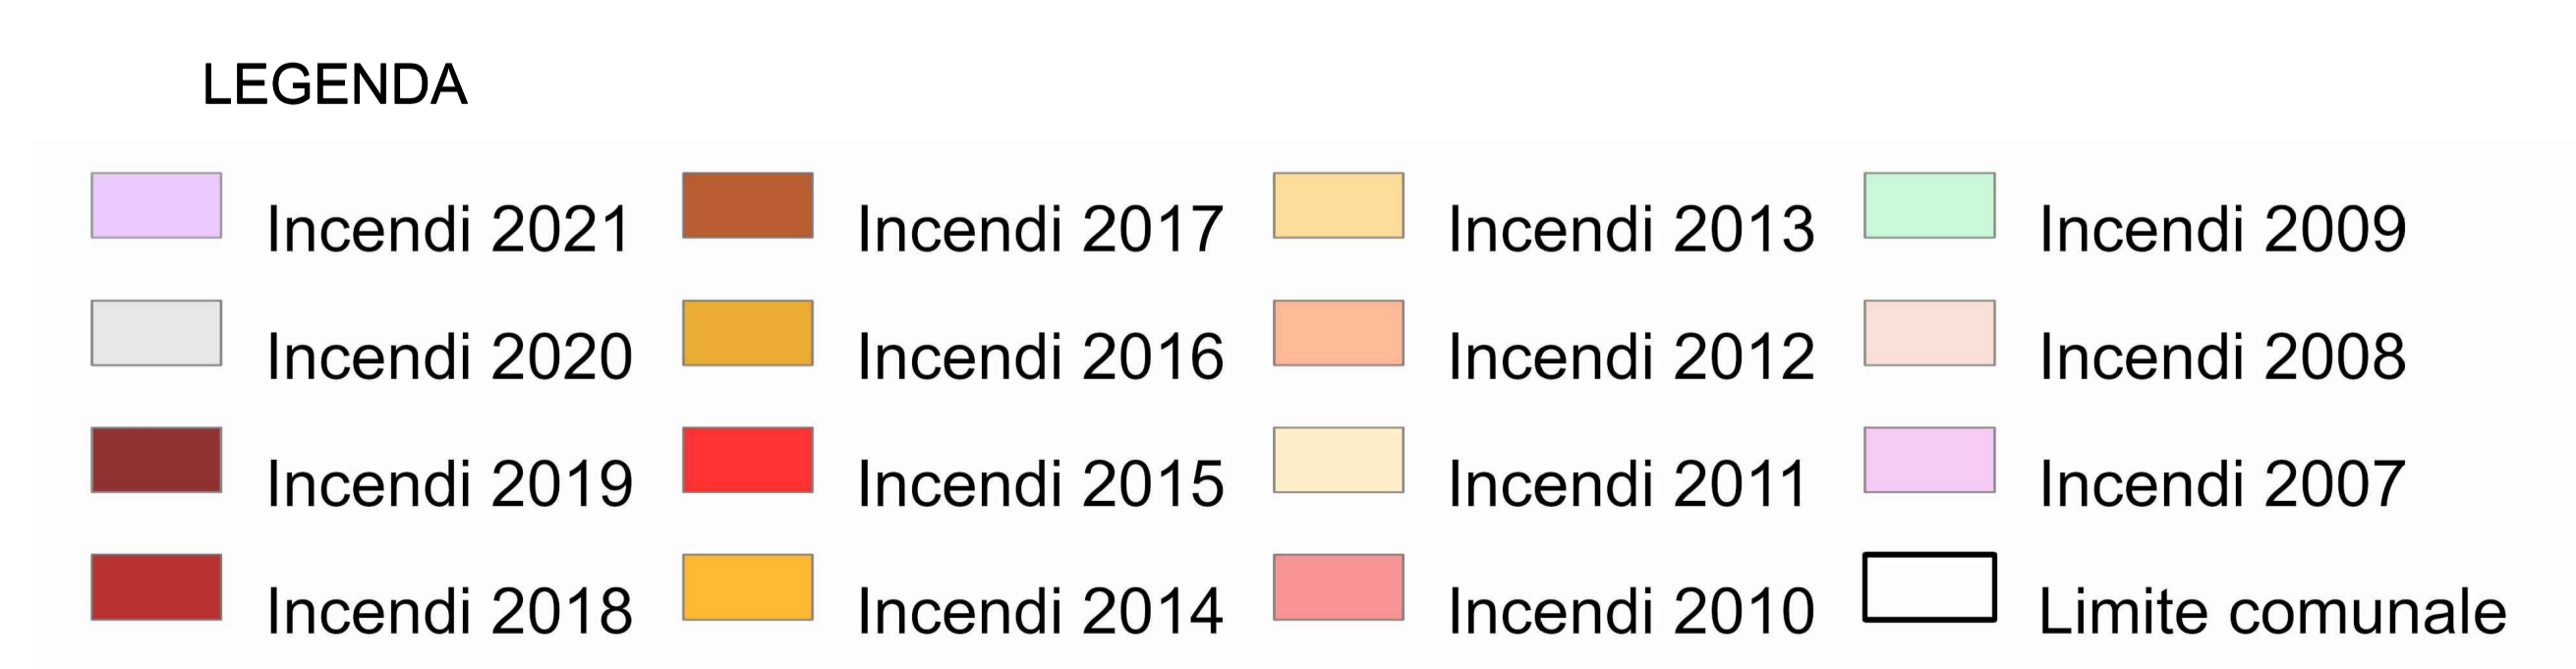 LEGENDA
Incendi 2021
Incendi 2020
Incendi 2019
Incendi 2018
Incendi 2017
Incendi 2016
Incendi 2015
Incendi 2014
Incendi 2013
Incendi 2012
Incendi 2011
Incendi 2010
Incendi 2009
Incendi 2008
Incendi 2007
Limite comunale